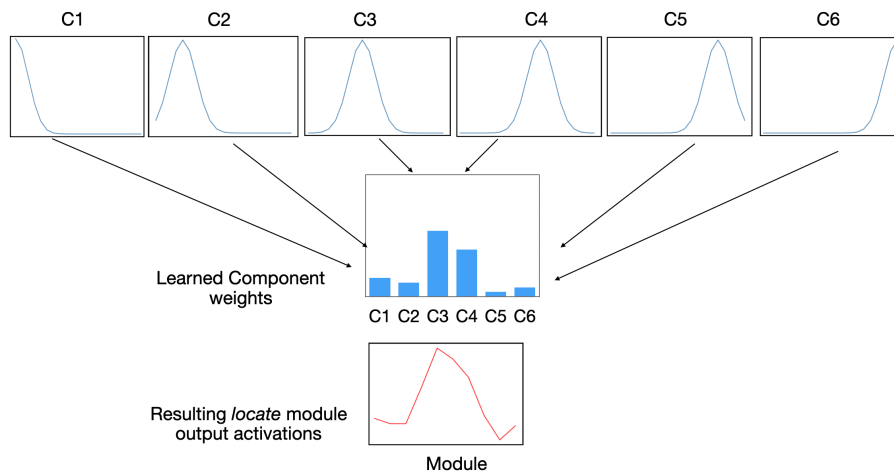 C1 C2 C3 C4 C5 C6
Learned Component
weights
C1 C2 C3 C4 C5 C6
Resulting locate module
output activations
Module